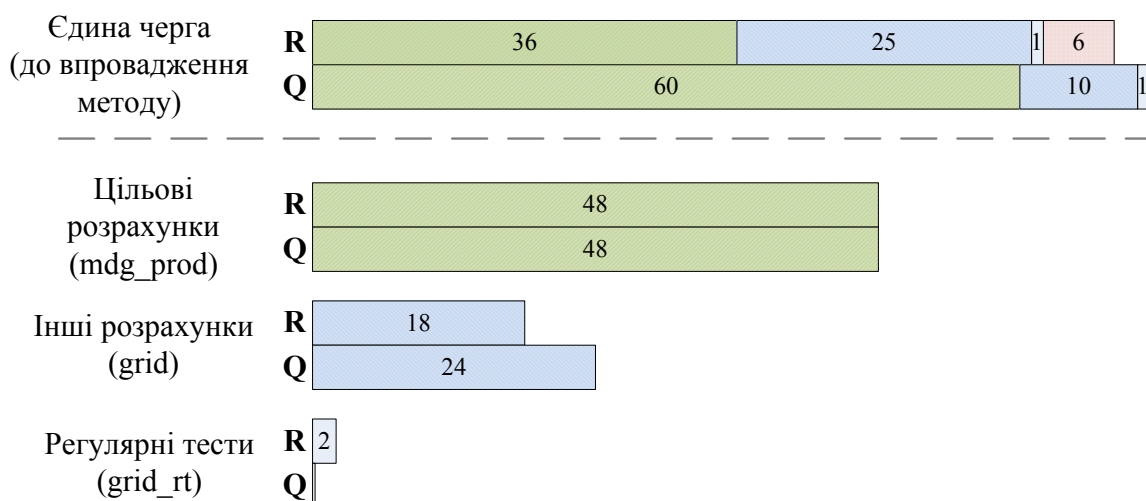 Єдина черга
(до впровадження
методу)
R 36 25 1 6
Q 60 10 1
Цільові
розрахунки
(mdg_prod)
R 48
Q 48
Інші розрахунки
(grid)
R 18
Q 24
Регулярні тести
(grid_rt)
R 2
Q